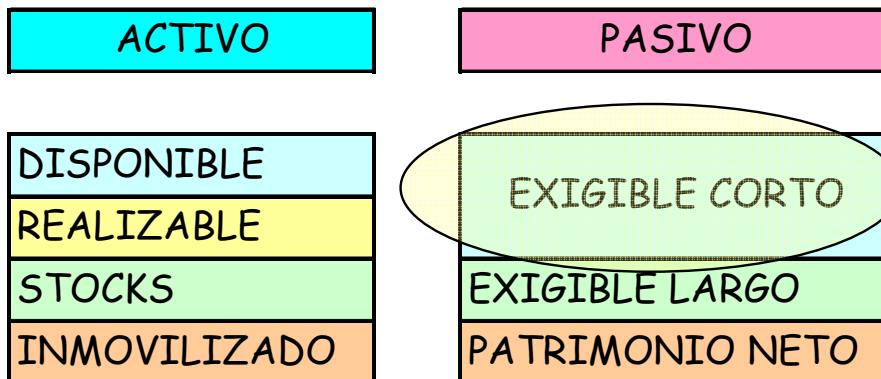 ACTIVO
PASIVO
DISPONIBLE
REALIZABLE
STOCKS
INMOVILIZADO
EXIGIBLE CORTO
EXIGIBLE LARGO
PATRIMONIO NETO